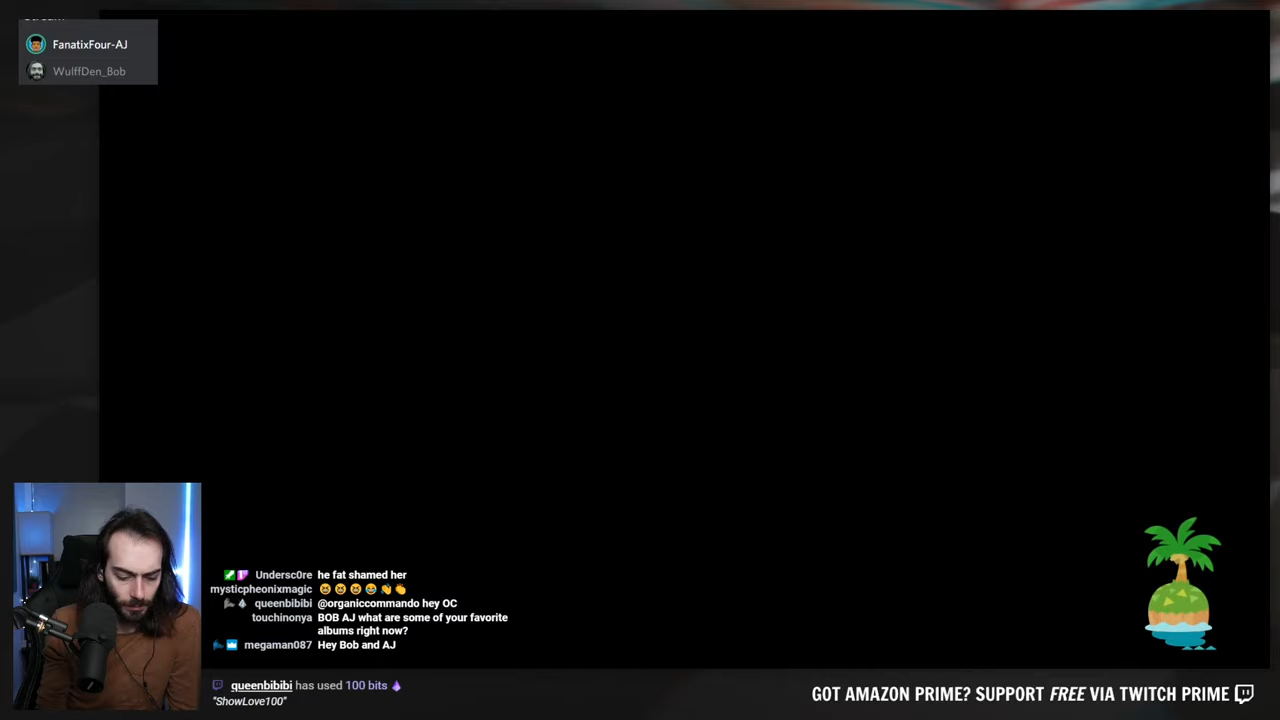 FanatixFour-AJ
WulffDen_Bob
Undersc0re he fat shamed her
mysticpheonixmagic
queenbibibi @organiccommando hey OC
touchinonya BOB AJ what are some of your favorite
albums right now?
megaman087 Hey Bob and AJ
queenbibibi has used 100 bits
"ShowLove100"
GOT AMAZON PRIME? SUPPORT FREE VIA TWITCH PRIME